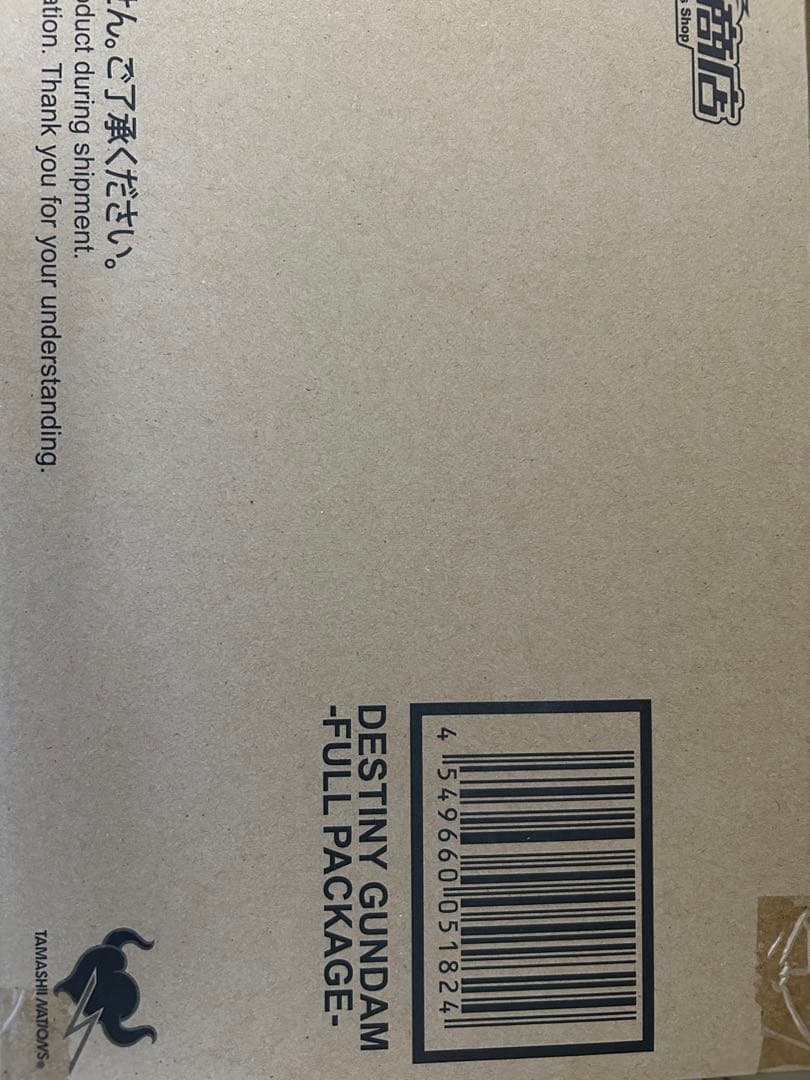 商店
s Shop
せん。ご了承ください。
oduct during shipment.
ation. Thank you for your understanding.
4 549660 051824
DESTINY GUNDAM
-FULL PACKAGE-
TAMASHII NATIONS®